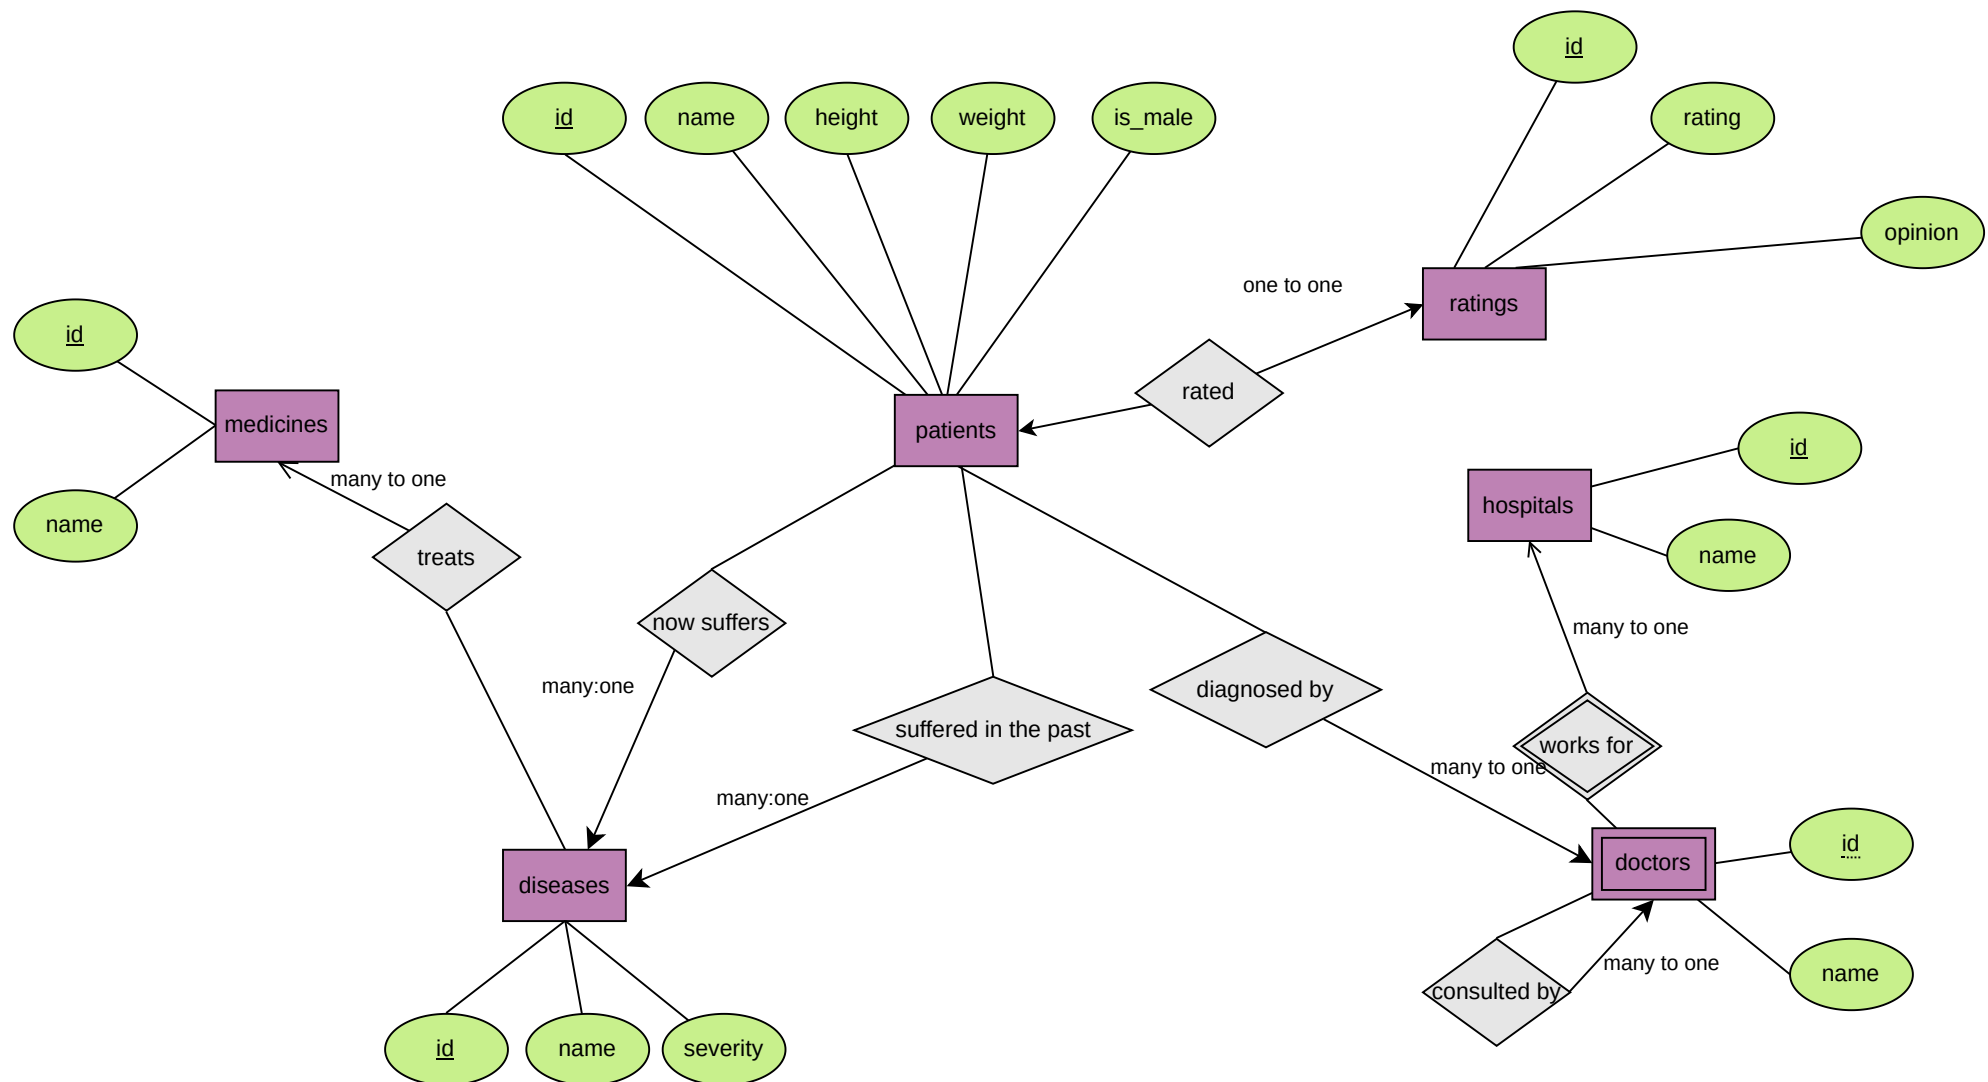 id
id
name
height
weight
is_male
rating
opinion
one to one
ratings
id
medicines
rated
patients
many to one
name
treats
id
hospitals
name
now suffers
many to one
many:one
diagnosed by
suffered in the past
works for
many to one
many:one
diseases
doctors
id
many to one
consulted by
name
id
name
severity